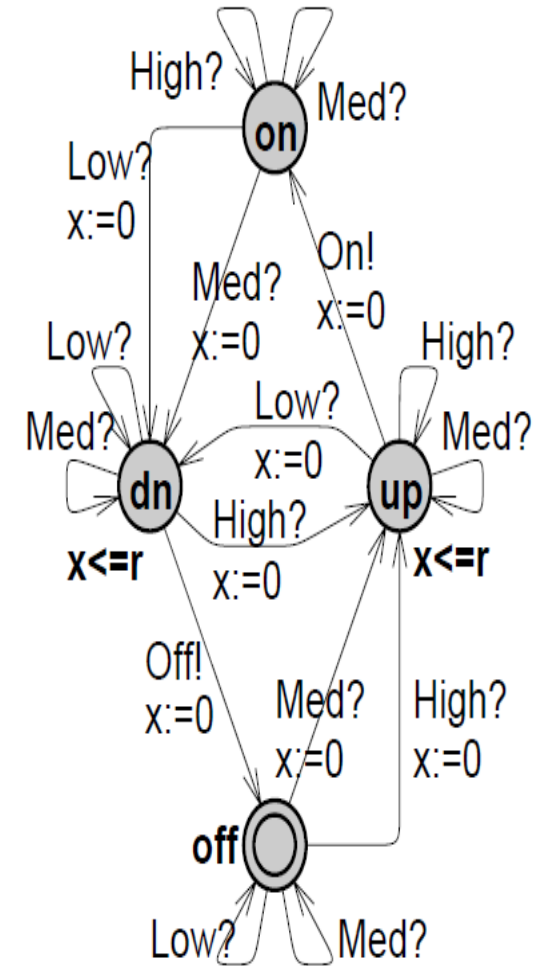 High?
Med?
on
Low?
x:=0
On!
x:=0
Med?
x:=0
Low?
High?
Med?
Low?
x:=0
Med?
dn
up
High?
x:=0
x<=r
x<=r
Off!
x:=0
Med?
x:=0
High?
x:=0
off
Low?
Med?